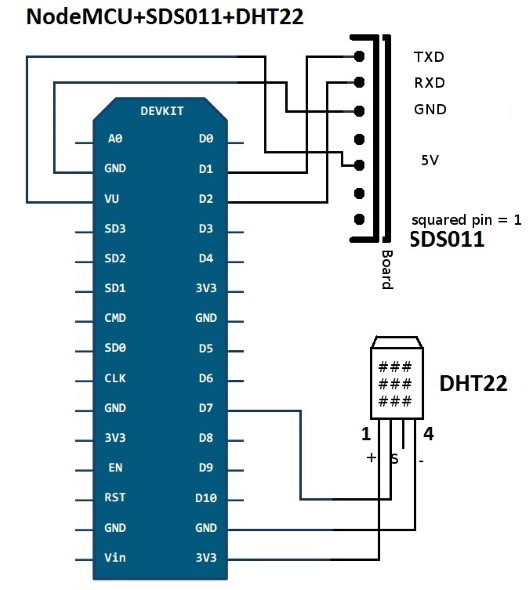 NodeMCU+SDS011+DHT22
TXD
RXD
GND
5V
squared pin = 1
SDS011
Board
DEVKIT
A0 D0
GND D1
VU D2
SD3 D3
SD2 D4
SD1 3V3
CMD GND
SD0 D5
CLK D6
GND D7
3V3 D8
EN D9
RST D10
GND GND
Vin 3V3
###
###
###
DHT22
1 4
+ S -